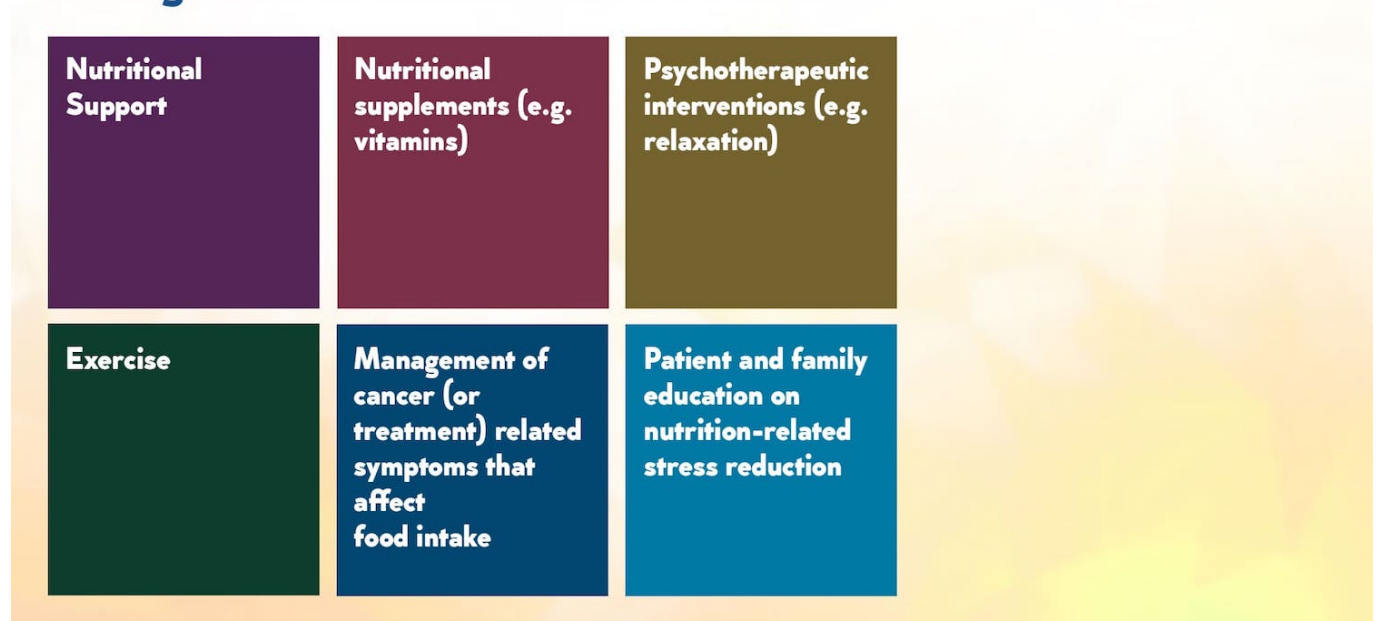 Nutritional
Support
Nutritional
supplements (e.g.
vitamins)
Psychotherapeutic
interventions (e.g.
relaxation)
Exercise
Management of
cancer (or
treatment) related
symptoms that
affect
food intake
Patient and family
education on
nutrition-related
stress reduction